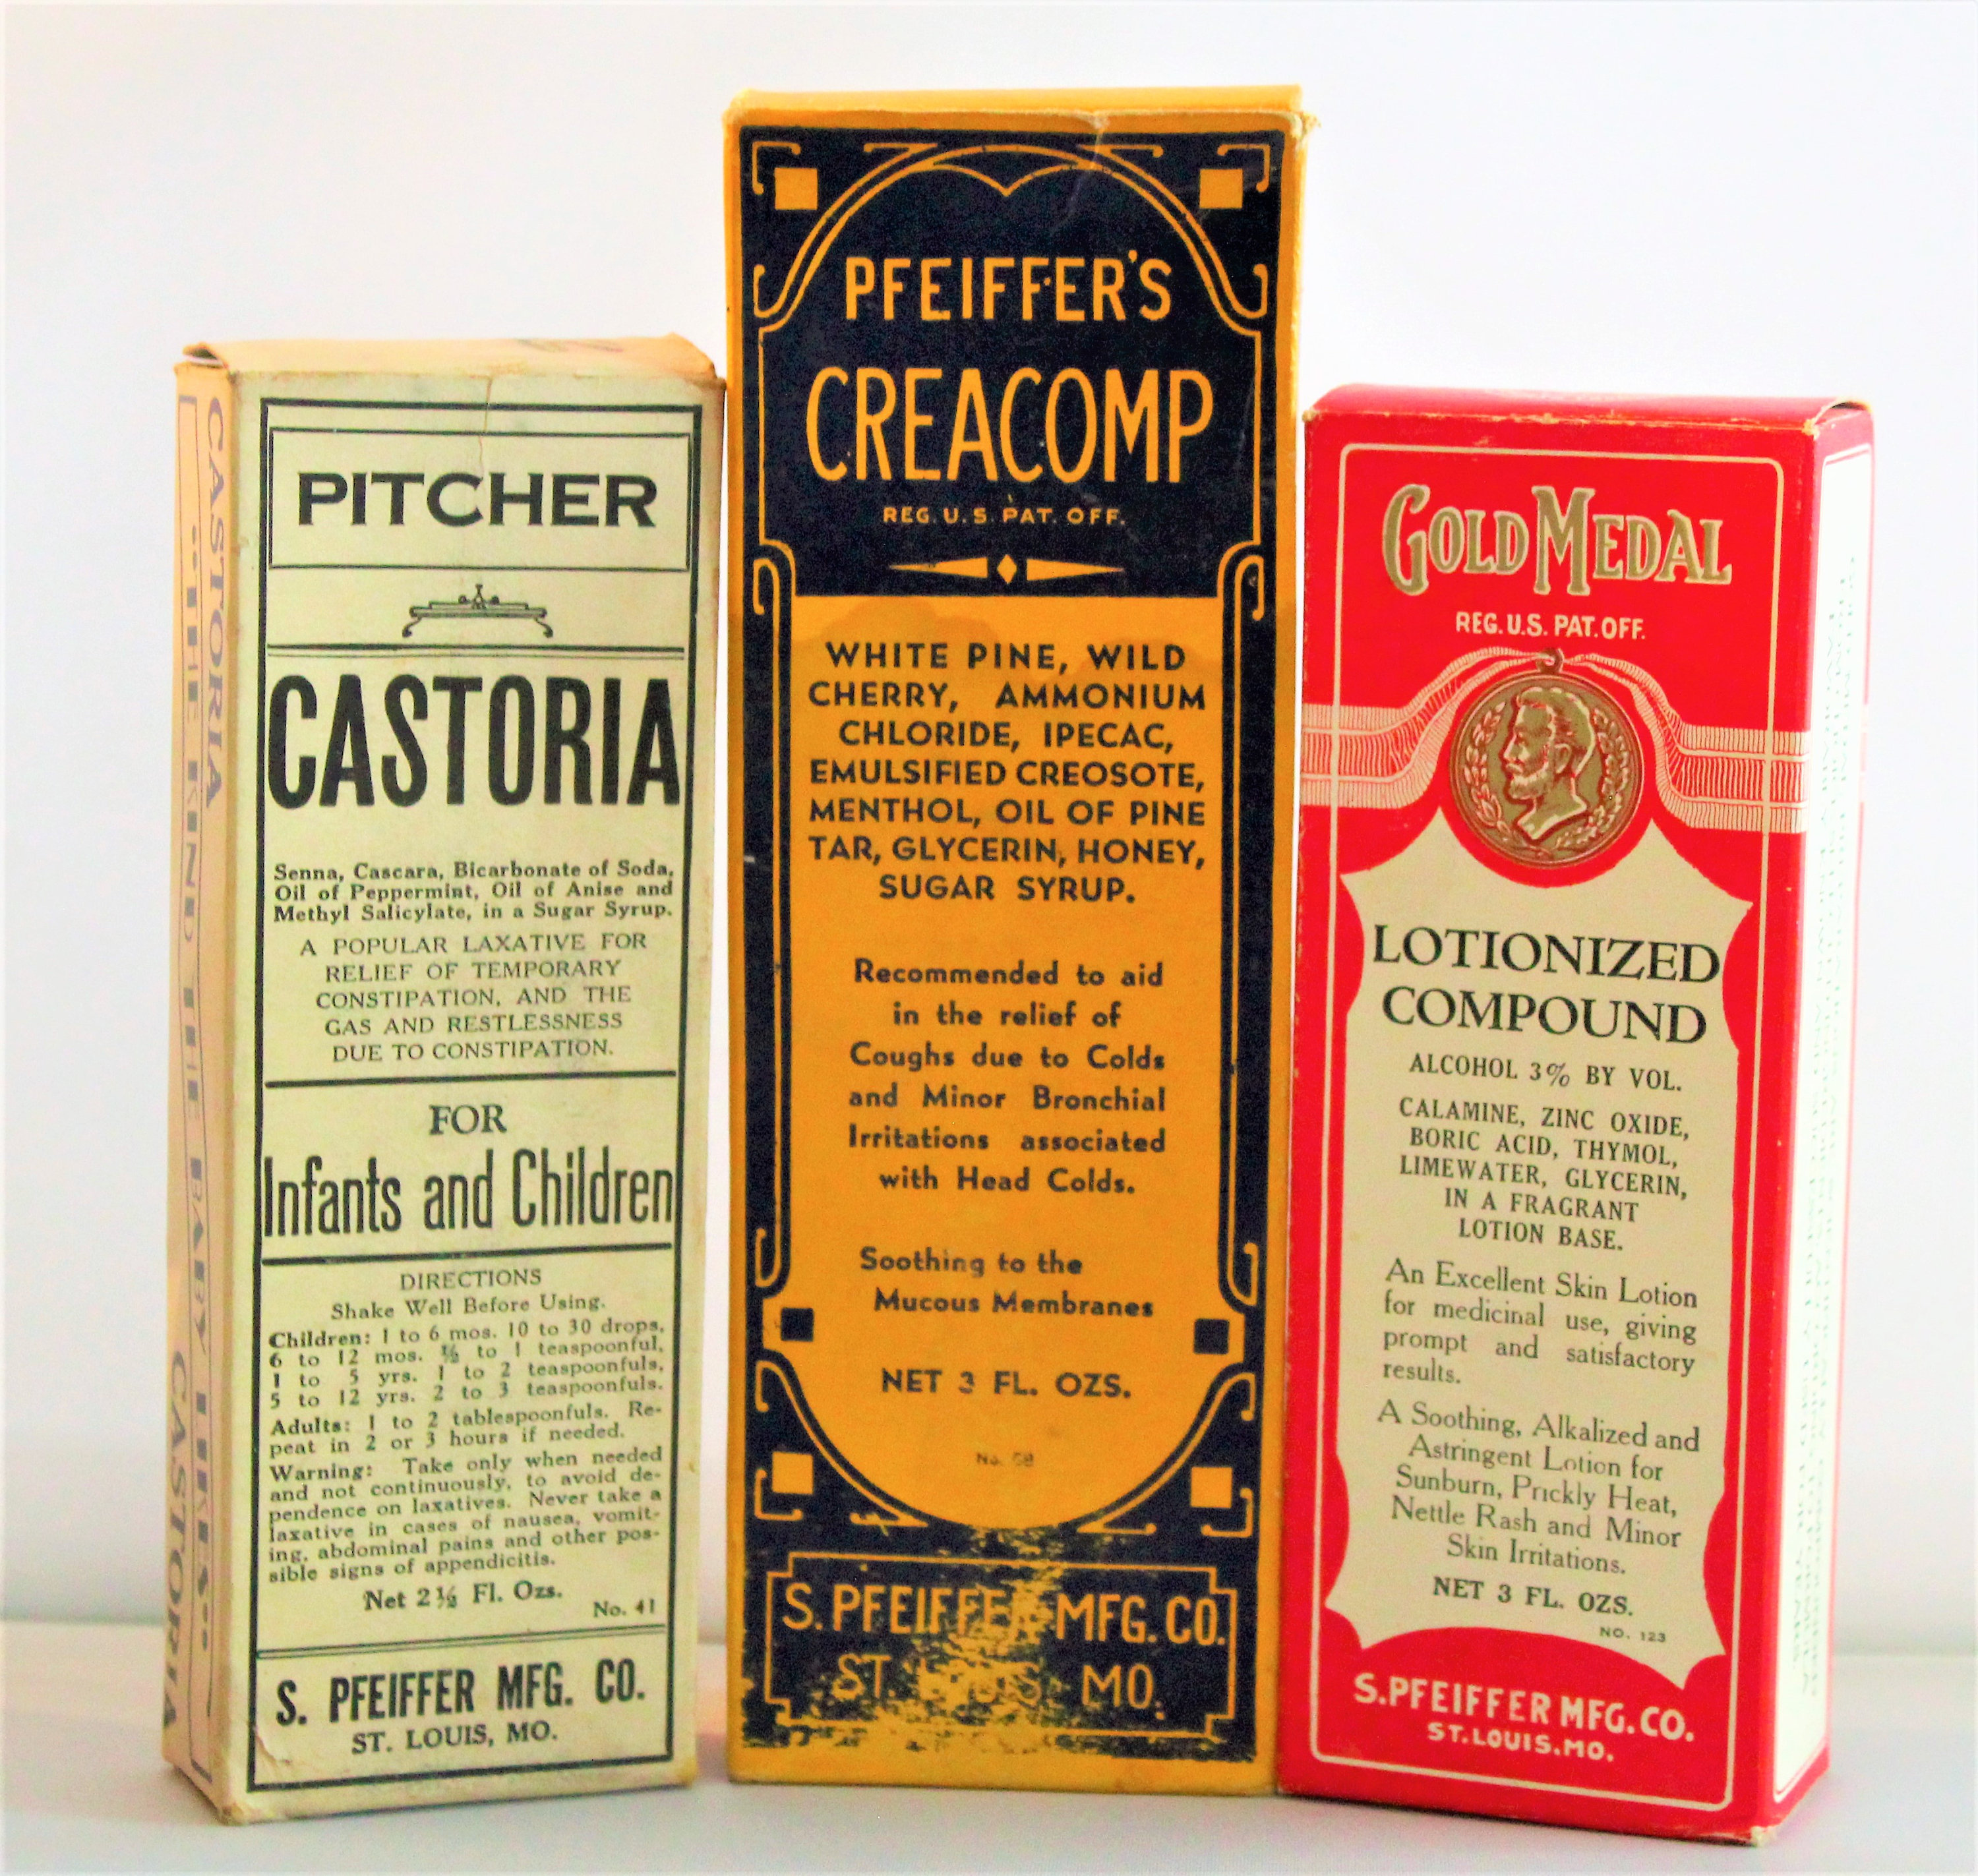 CASTORIA
"THE KIND THE BABY LIKES"
CASTORIA
PITCHER
CASTORIA
Senna, Cascara, Bicarbonate of Soda,
Oil of Peppermint, Oil of Anise and
Methyl Salicylate, in a Sugar Syrup.
A POPULAR LAXATIVE FOR
RELIEF OF TEMPORARY
CONSTIPATION, AND THE
GAS AND RESTLESSNESS
DUE TO CONSTIPATION.
FOR
Infants and Children
DIRECTIONS
Shake Well Before Using.
Children: 1 to 6 mos. 10 to 30 drops,
6 to 12 mos. ½ to 1 teaspoonful,
1 to 5 yrs. 1 to 2 teaspoonfuls,
5 to 12 yrs. 2 to 3 teaspoonfuls.
Adults: 1 to 2 tablespoonfuls. Re-
peat in 2 or 3 hours if needed.
Warning: Take only when needed
and not continuously, to avoid de-
pendence on laxatives. Never take a
laxative in cases of nausea, vomit-
ing, abdominal pains and other pos-
sible signs of appendicitis.
Net 2½ Fl. Ozs.
No. 41
S. PFEIFFER MFG. CO.
ST. LOUIS, MO.
PFEIFFER'S
CREACOMP
REG. U.S. PAT. OFF.
WHITE PINE, WILD
CHERRY, AMMONIUM
CHLORIDE, IPECAC,
EMULSIFIED CREOSOTE,
MENTHOL, OIL OF PINE
TAR, GLYCERIN, HONEY,
SUGAR SYRUP.
Recommended to aid
in the relief of
Coughs due to Colds
and Minor Bronchial
Irritations associated
with Head Colds.
Soothing to the
Mucous Membranes
NET 3 FL. OZS.
No.
S. PFEIFFER MFG. CO.
ST. LOUIS MO.
GOLD MEDAL
REG. U.S. PAT. OFF.
LOTIONIZED
COMPOUND
ALCOHOL 3% BY VOL.
CALAMINE, ZINC OXIDE,
BORIC ACID, THYMOL,
LIMEWATER, GLYCERIN,
IN A FRAGRANT
LOTION BASE.
An Excellent Skin Lotion
for medicinal use, giving
prompt and satisfactory
results.
A Soothing, Alkalized and
Astringent Lotion for
Sunburn, Prickly Heat,
Nettle Rash and Minor
Skin Irritations.
NET 3 FL. OZS.
NO. 123
S. PFEIFFER MFG. CO.
ST. LOUIS. MO.